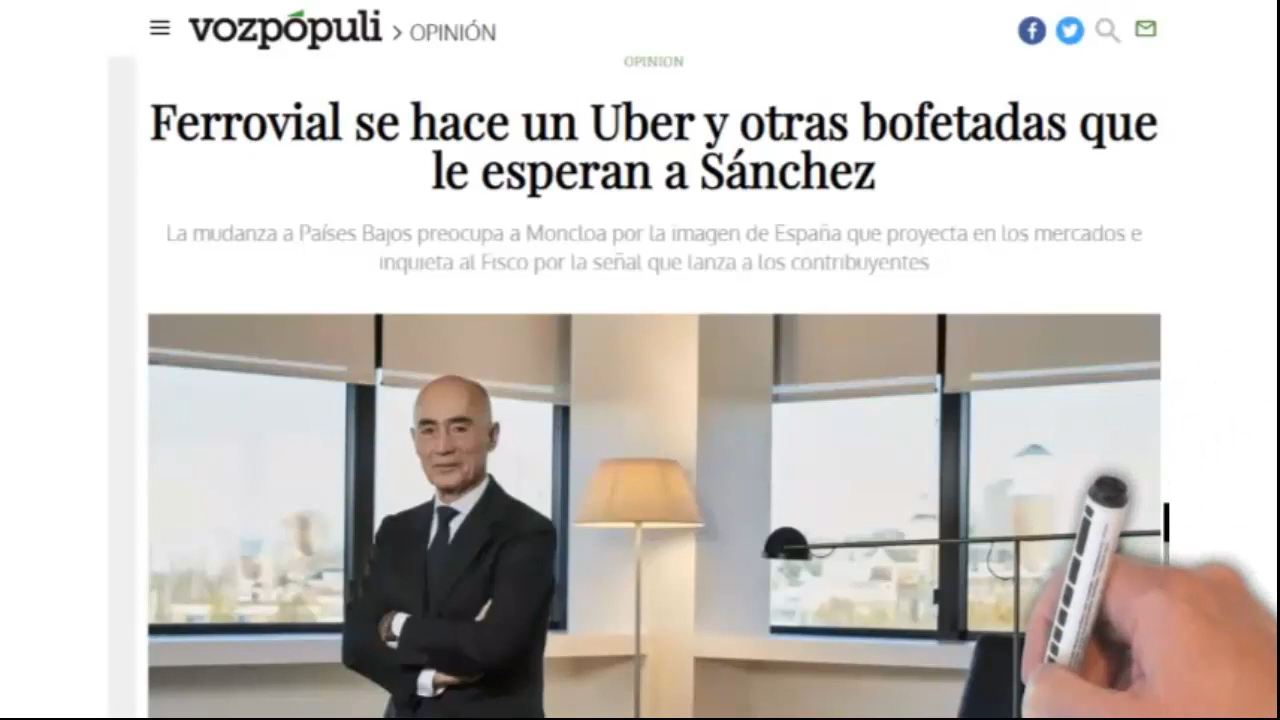 vozpópuli > OPINIÓN
OPINION
Ferrovial se hace un Uber y otras bofetadas que
le esperan a Sánchez
La mudanza a Países Bajos preocupa a Moncloa por la imagen de España que proyecta en los mercados e
inquieta al Fisco por la señal que lanza a los contribuyentes